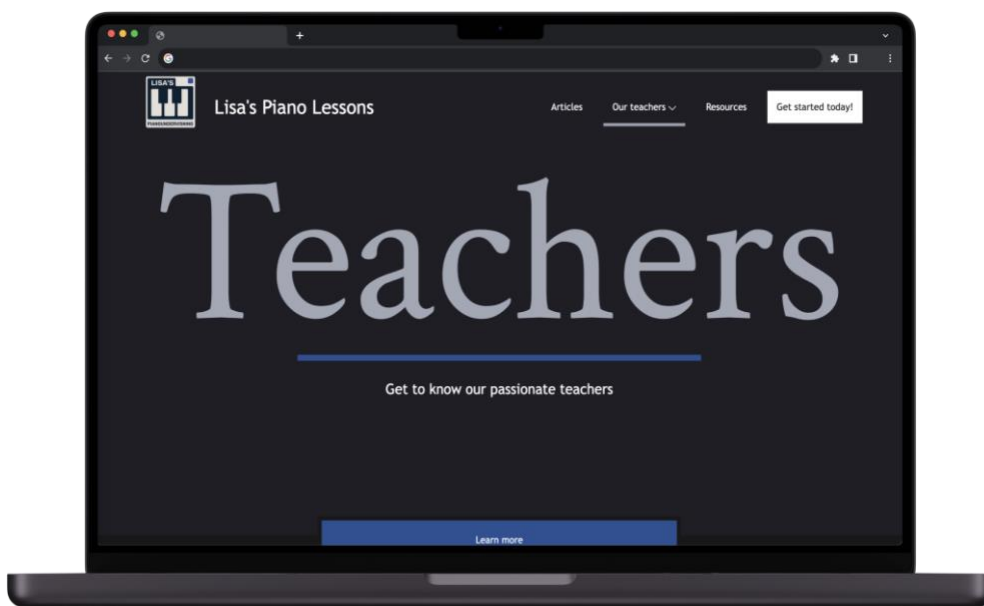 LISA'S
Lisa's Piano Lessons
Articles
Our teachers
Resources
Get started today!
Teachers
Get to know our passionate teachers
Learn more